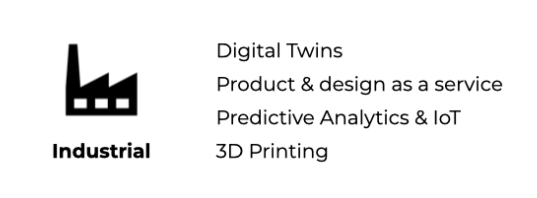 Digital Twins
Product & design as a service
Predictive Analytics & IoT
Industrial
3D Printing